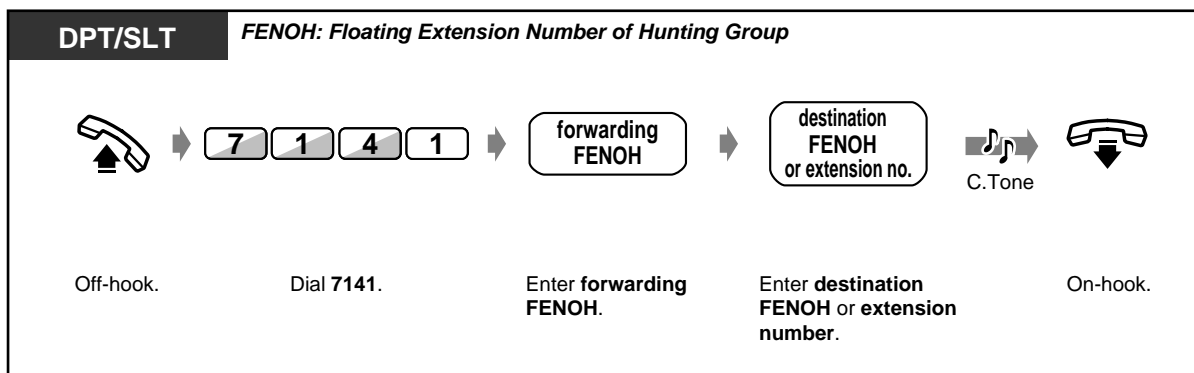 DPT/SLT
FENOH: Floating Extension Number of Hunting Group
7 1 4 1
forwarding
FENOH
destination
FENOH
or extension no.
C.Tone
Off-hook.
Dial 7141.
Enter forwarding
FENOH.
Enter destination
FENOH or extension
number.
On-hook.